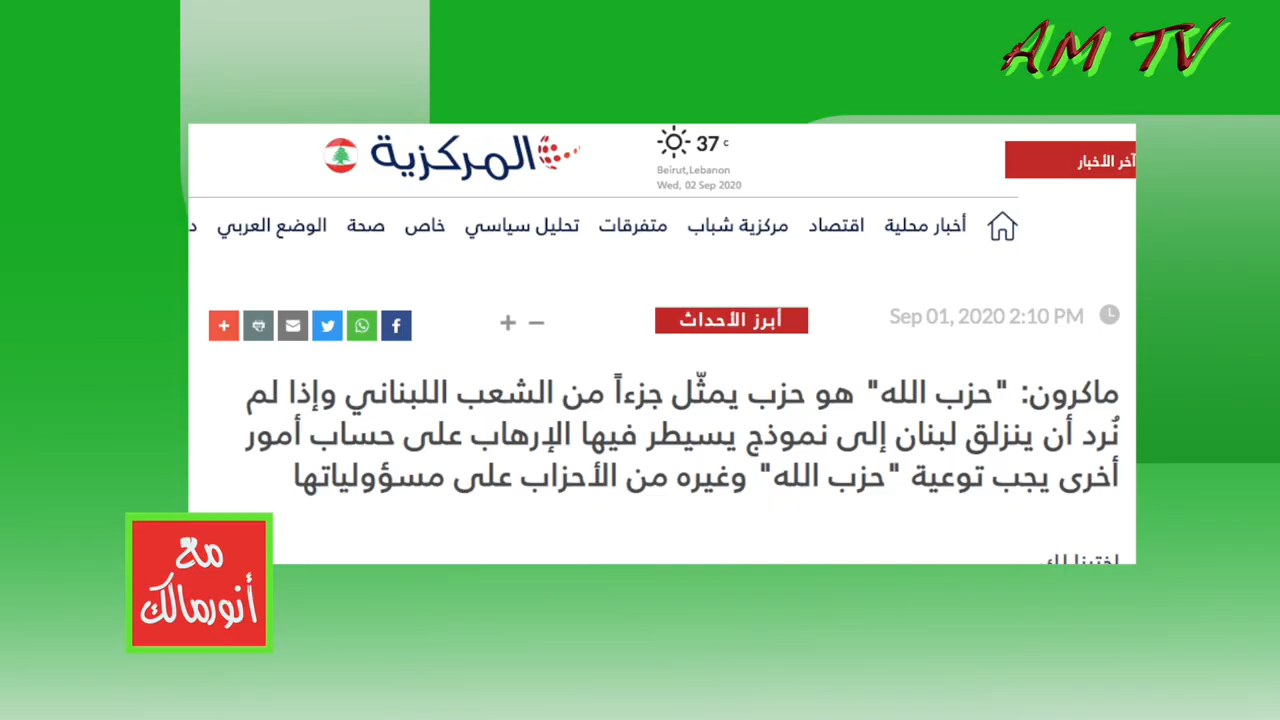 AM TV
المركزية
37 c
Beirut,Lebanon
Wed, 02 Sep 2020
آخر الأخبار
أخبار محلية اقتصاد مركزية شباب متفرقات تحليل سياسي خاص صحة الوضع العربي
Sep 01, 2020 2:10 PM
أبرز الأحداث
ماكرون: "حزب الله" هو حزب يمثّل جزءاً من الشعب اللبناني وإذا لم
نُرد أن ينزلق لبنان إلى نموذج يسيطر فيها الإرهاب على حساب أمور
أخرى يجب توعية "حزب الله" وغيره من الأحزاب على مسؤولياتها
مع
أنورمالك